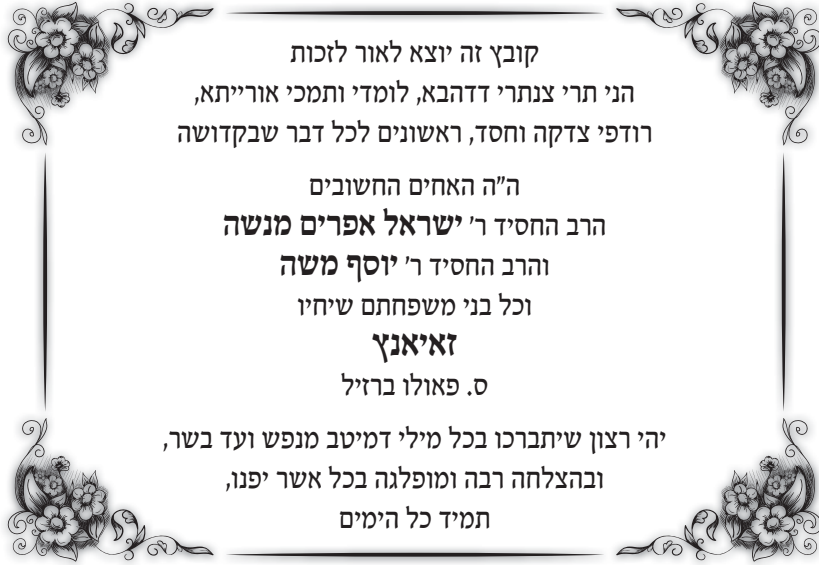 קובץ זה יוצא לאור לזכות
הני תרי צנתרי דדהבא, לומדי ותמכי אורייתא,
רודפי צדקה וחסד, ראשונים לכל דבר שבקדושה
ה"ה האחים החשובים
הרב החסיד ר' ישראל אפרים מנשה
והרב החסיד ר' יוסף משה
וכל בני משפחתם שיחיו
זאיאנץ
ס. פאולו ברזיל
יהי רצון שיתברכו בכל מילי דמיטב מנפש ועד בשר,
ובהצלחה רבה ומופלגה בכל אשר יפנו,
תמיד כל הימים